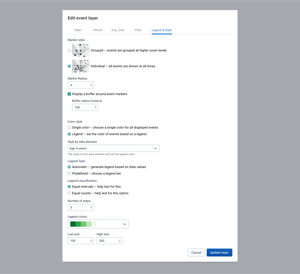 Edit event layer
Data
Period
Org. units
Filter
Legend & Style
Marker style
Grouped – events are grouped at higher zoom levels
Individual – all events are shown at all times
Marker Radius
6
Display a buffer around event markers
Buffer radius (meters)
100
Color style
Single color – choose a single color for all displayed events
Legend – set the color of events based on a legend
Style by data element
Age in years
Legend Type
Automatic – generate legend based on data values
Predefined – choose a legend set
Legend classification
Equal intervals – help text for this
Equal counts – help text for this option
Number of steps
5
Legend colors
Low size
High size
100
300
Cancel
Update layer